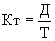 Кт = Д
Т